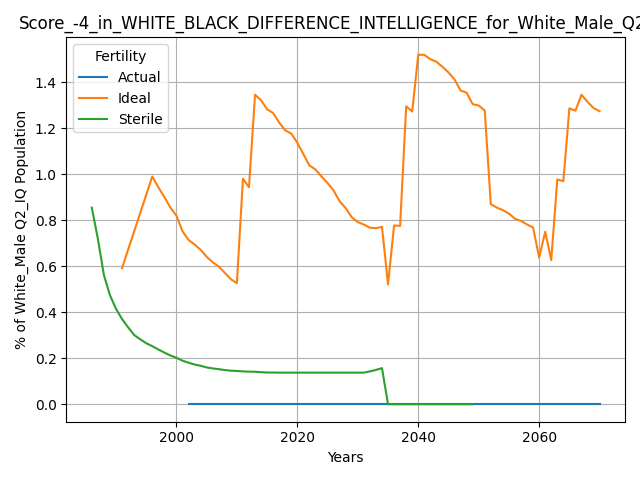 Score_-4_in_WHITE_BLACK_DIFFERENCE_INTELLIGENCE_for_White_Male_Q2
Fertility
Actual
Ideal
Sterile
% of White_Male Q2_IQ Population
1.4
1.2
1.0
0.8
0.6
0.4
0.2
0.0
2000
2020
2040
2060
Years